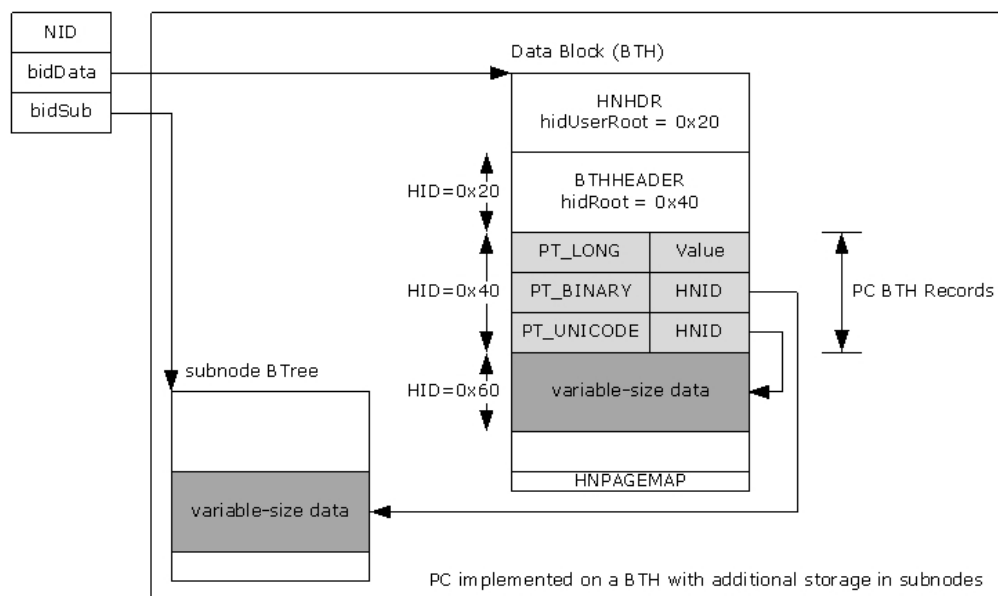 NID
bidData
bidSub
Data Block (BTH)
HNHDR
hidUserRoot = 0x20
HID=0x20
BTHHEADER
hidRoot = 0x40
HID=0x40
PT_LONG Value
PT_BINARY HNID
PT_UNICODE HNID
PC BTH Records
HID=0x60
variable-size data
HNPAGEMAP
subnode BTree
variable-size data
PC implemented on a BTH with additional storage in subnodes